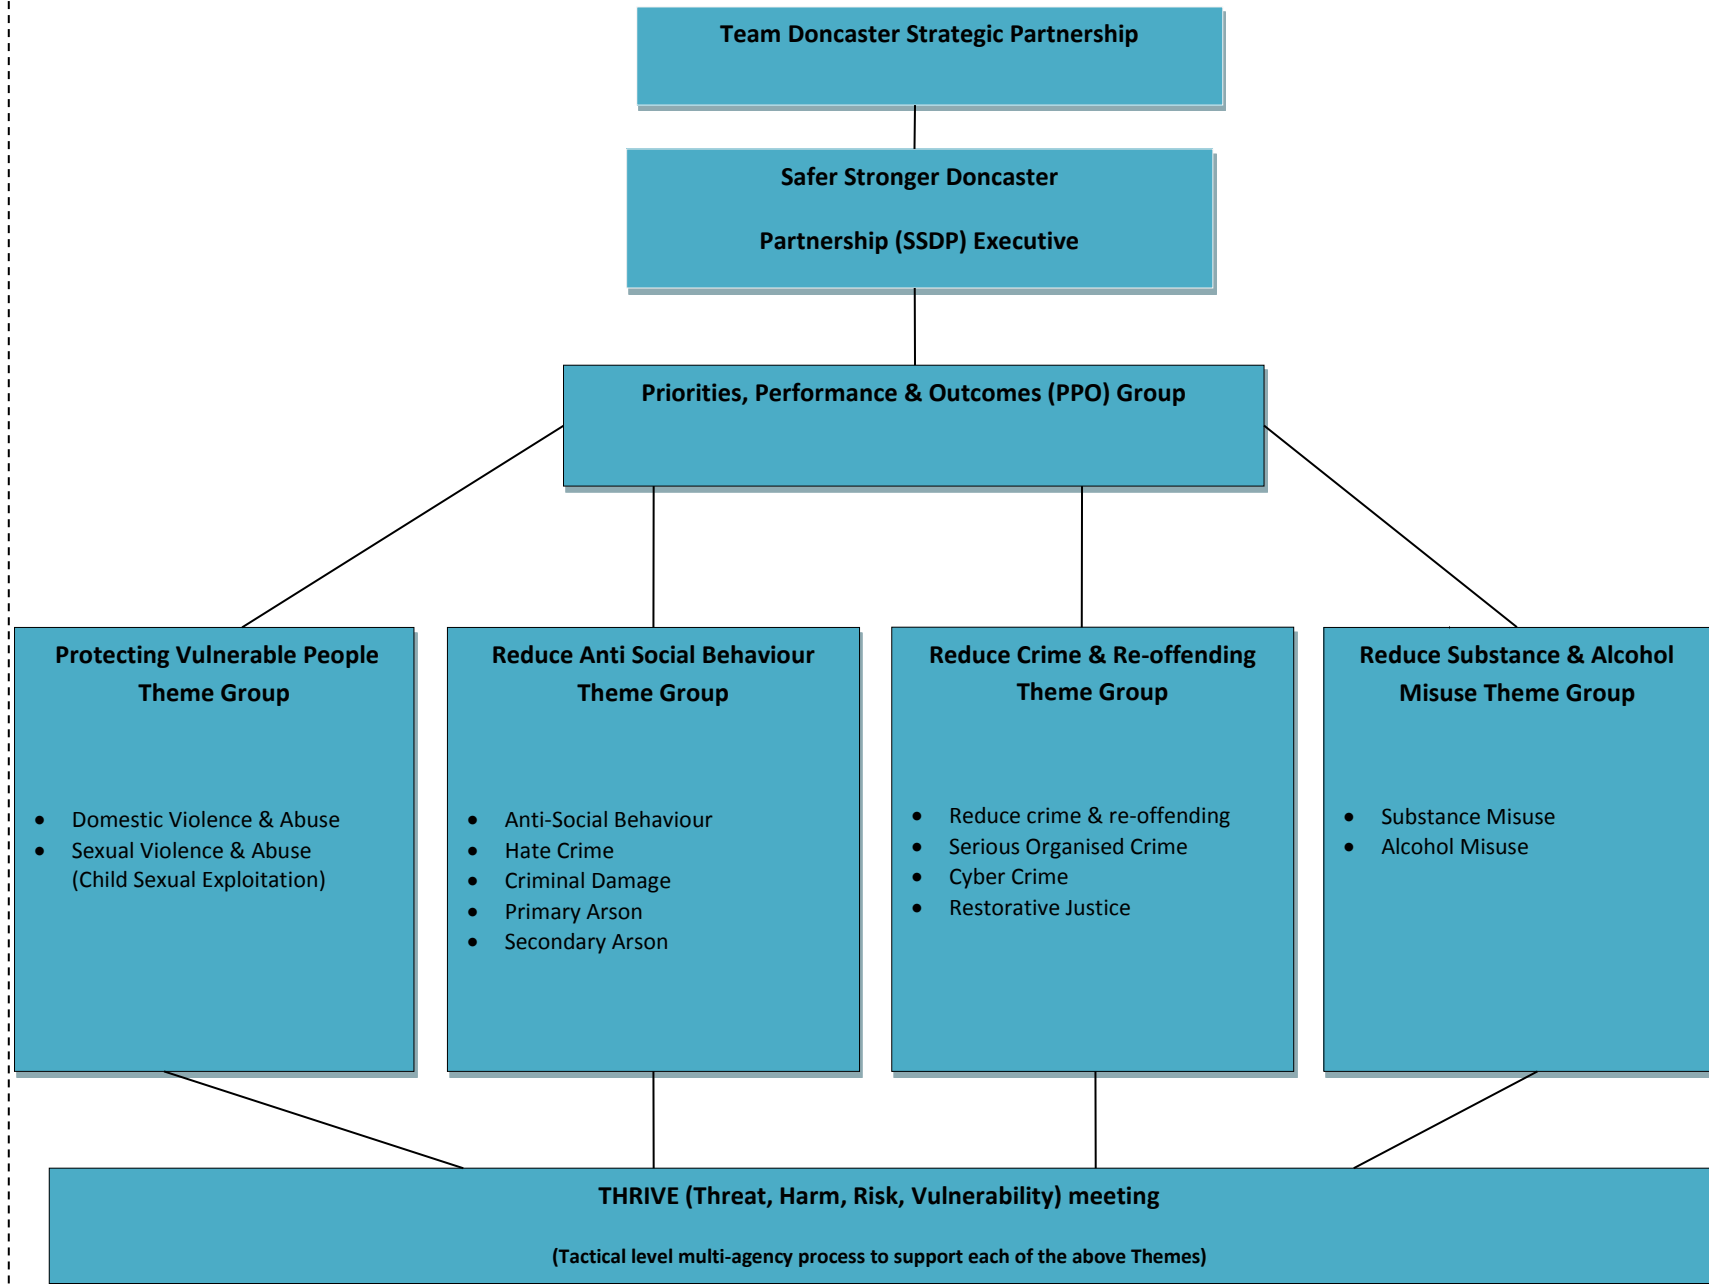 Team Doncaster Strategic Partnership
Safer Stronger Doncaster
Partnership (SSDP) Executive
Priorities, Performance & Outcomes (PPO) Group
Protecting Vulnerable People
Theme Group
• Domestic Violence & Abuse
• Sexual Violence & Abuse
(Child Sexual Exploitation)
Reduce Anti Social Behaviour
Theme Group
• Anti-Social Behaviour
• Hate Crime
• Criminal Damage
• Primary Arson
• Secondary Arson
Reduce Crime & Re-offending
Theme Group
• Reduce crime & re-offending
• Serious Organised Crime
• Cyber Crime
• Restorative Justice
Reduce Substance & Alcohol
Misuse Theme Group
• Substance Misuse
• Alcohol Misuse
THRIVE (Threat, Harm, Risk, Vulnerability) meeting
(Tactical level multi-agency process to support each of the above Themes)